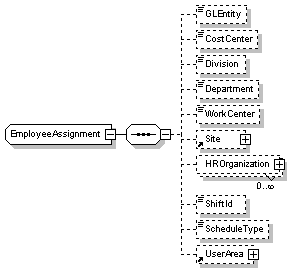 GLEntity
CostCenter
Division
Department
WorkCenter
EmployeeAssignment
Site
HROrganization
0..∞
ShiftId
ScheduleType
UserArea